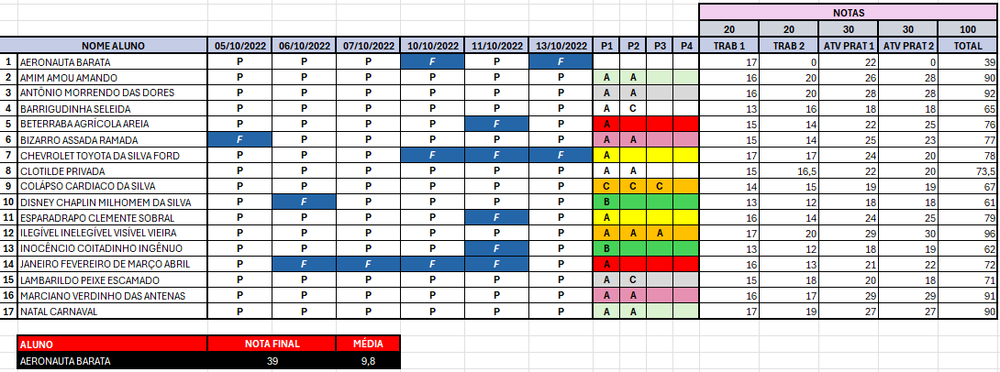 NOTAS
20 20 30 30 100
NOME ALUNO 05/10/2022 06/10/2022 07/10/2022 10/10/2022 11/10/2022 13/10/2022 P1 P2 P3 P4 TRAB 1 TRAB 2 ATV PRAT 1 ATV PRAT 2 TOTAL
1 AERONAUTA BARATA P P P F P F 17 0 22 0 39
2 AMIM AMOU AMANDO P P P P P P A A 16 20 26 28 90
3 ANTÔNIO MORRENDO DAS DORES P P P P P P A A 16 20 28 28 92
4 BARRIGUDINHA SELEIDA P P P P P P A C 13 16 18 18 65
5 BETERRABA AGRÍCOLA AREIA P P P P F P A 15 14 22 25 76
6 BIZARRO ASSADA RAMADA F P P P P P A A 15 14 25 23 77
7 CHEVROLET TOYOTA DA SILVA FORD P P P F F F A 17 17 24 20 78
8 CLOTILDE PRIVADA P P P P P P A A 15 16,5 22 20 73,5
9 COLÁPSO CARDIACO DA SILVA P P P P P P C C C 14 15 19 19 67
10 DISNEY CHAPLIN MILHOMEM DA SILVA P F P P P P B 13 12 18 18 61
11 ESPARADRAPO CLEMENTE SOBRAL P P P P F P A 16 14 24 25 79
12 ILEGÍVEL INELEGÍVEL VISÍVEL VIEIRA P P P P P P A A A 17 20 29 30 96
13 INOCÊNCIO COITADINHO INGÊNUO P P P P F P B 13 12 18 19 62
14 JANEIRO FEVEREIRO DE MARÇO ABRIL P F F F F P A 16 13 21 22 72
15 LAMBARILDO PEIXE ESCAMADO P P P P P P A C 15 18 20 18 71
16 MARCIANO VERDINHO DAS ANTENAS P P P P P P A A 16 17 29 29 91
17 NATAL CARNAVAL P P P P P P A A 17 19 27 27 90
ALUNO NOTA FINAL MÉDIA
AERONAUTA BARATA 39 9,8